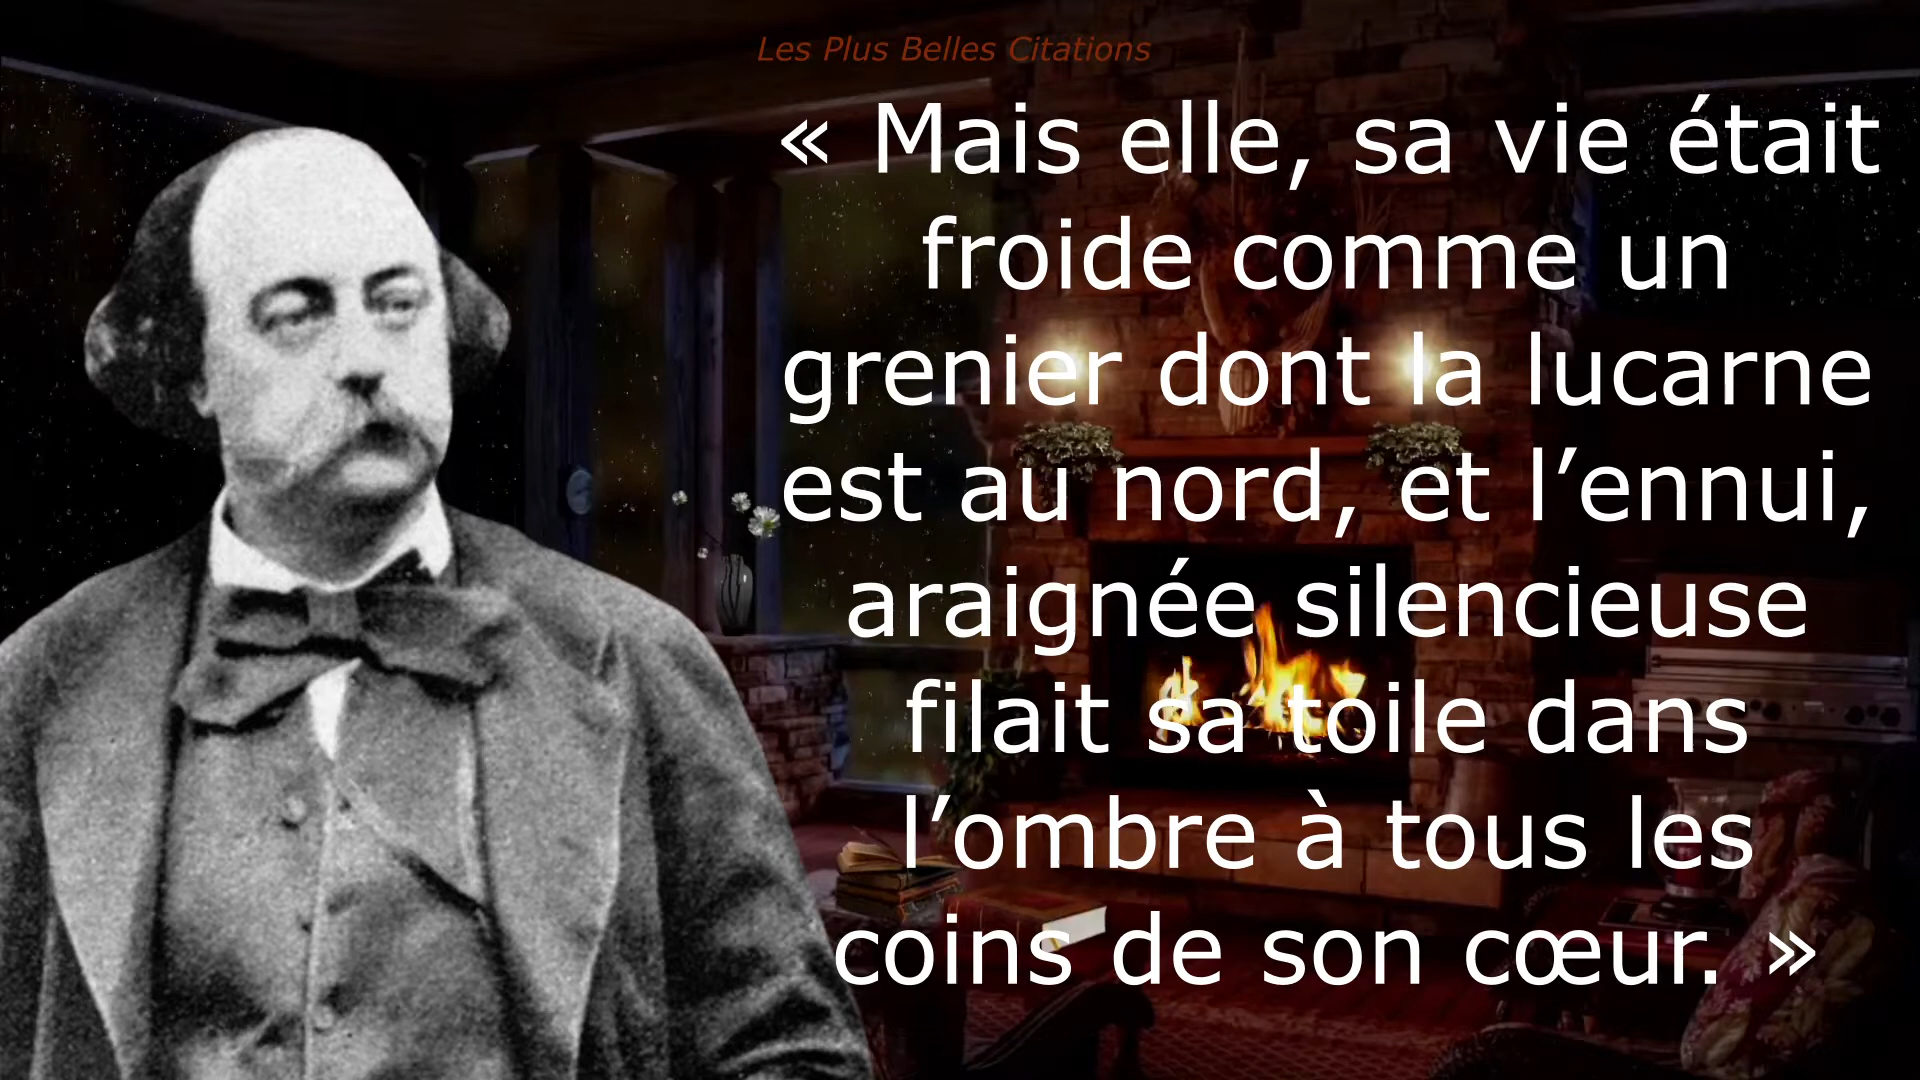 Les Plus Belles Citations
« Mais elle, sa vie était
froide comme un
grenier dont la lucarne
est au nord, et l’ennui,
araignée silencieuse
filait sa toile dans
l’ombre à tous les
coins de son cœur. »